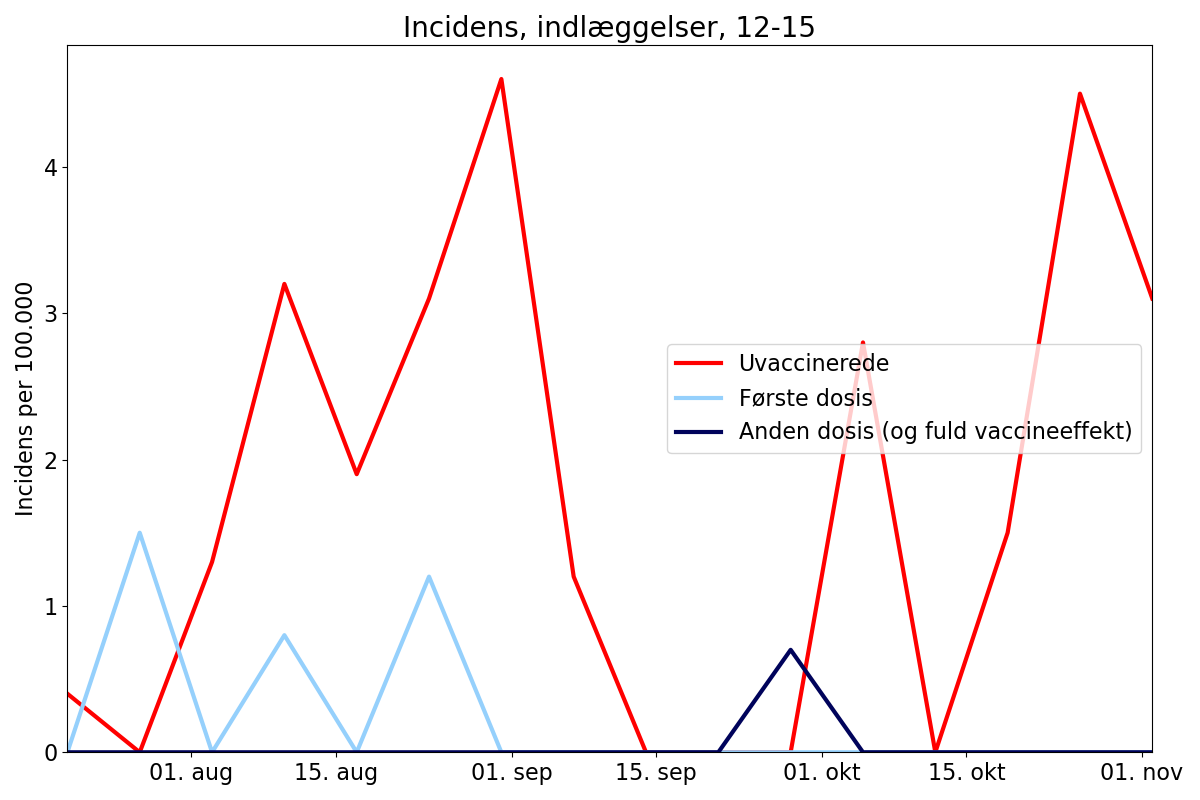 Incidens, indlæggelser, 12-15
Incidens per 100.000
4
3
2
1
0
Uvaccinerede
Første dosis
Anden dosis (og fuld vaccineeffekt)
01. aug 15. aug 01. sep 15. sep 01. okt 15. okt 01. nov